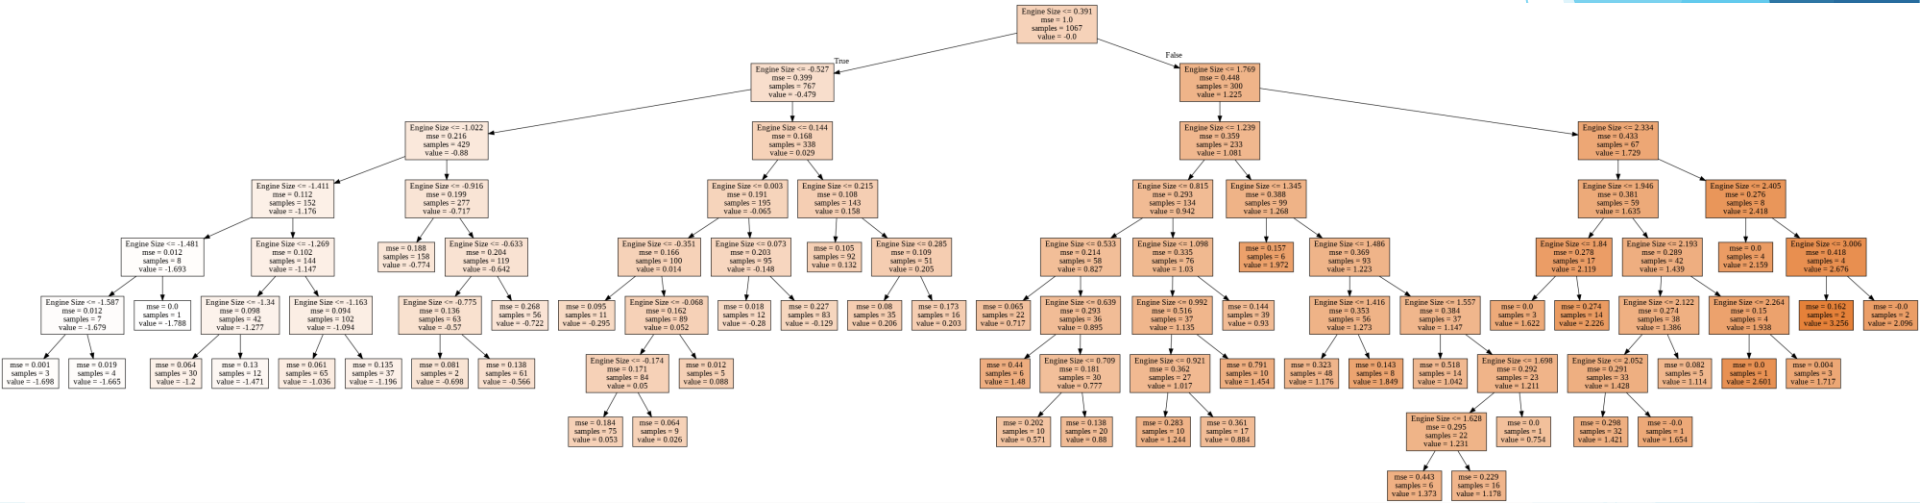 Engine Size <= 0.391
mse = 1.0
samples = 1067
value = -0.0
True
False
Engine Size <= -0.527
mse = 0.399
samples = 767
value = -0.479
Engine Size <= 1.769
mse = 0.448
samples = 300
value = 1.225
Engine Size <= -1.022
mse = 0.216
samples = 429
value = -0.88
Engine Size <= 0.144
mse = 0.168
samples = 338
value = 0.029
Engine Size <= 1.239
mse = 0.359
samples = 233
value = 1.081
Engine Size <= 2.334
mse = 0.433
samples = 67
value = 1.729
Engine Size <= -1.411
mse = 0.112
samples = 152
value = -1.176
Engine Size <= -0.916
mse = 0.199
samples = 277
value = -0.717
Engine Size <= 0.003
mse = 0.191
samples = 195
value = -0.065
Engine Size <= 0.215
mse = 0.108
samples = 143
value = 0.158
Engine Size <= 0.815
mse = 0.293
samples = 134
value = 0.942
Engine Size <= 1.345
mse = 0.388
samples = 99
value = 1.268
Engine Size <= 1.946
mse = 0.381
samples = 59
value = 1.635
Engine Size <= 2.405
mse = 0.276
samples = 8
value = 2.418
Engine Size <= -1.481
mse = 0.012
samples = 8
value = -1.693
Engine Size <= -1.269
mse = 0.102
samples = 144
value = -1.147
mse = 0.188
samples = 158
value = -0.774
Engine Size <= -0.633
mse = 0.204
samples = 119
value = -0.642
Engine Size <= -0.351
mse = 0.166
samples = 100
value = 0.014
Engine Size <= 0.073
mse = 0.203
samples = 95
value = -0.148
mse = 0.105
samples = 92
value = 0.132
Engine Size <= 0.285
mse = 0.109
samples = 51
value = 0.205
Engine Size <= 0.533
mse = 0.214
samples = 58
value = 0.827
Engine Size <= 1.098
mse = 0.335
samples = 76
value = 1.03
mse = 0.157
samples = 6
value = 1.972
Engine Size <= 1.486
mse = 0.369
samples = 93
value = 1.223
Engine Size <= 1.84
mse = 0.278
samples = 17
value = 2.119
Engine Size <= 2.193
mse = 0.289
samples = 42
value = 1.439
mse = 0.0
samples = 4
value = 2.159
Engine Size <= 3.006
mse = 0.418
samples = 4
value = 2.676
Engine Size <= -1.587
mse = 0.012
samples = 7
value = -1.679
mse = 0.0
samples = 1
value = -1.788
Engine Size <= -1.34
mse = 0.098
samples = 42
value = -1.277
Engine Size <= -1.163
mse = 0.094
samples = 102
value = -1.094
Engine Size <= -0.775
mse = 0.136
samples = 63
value = -0.57
mse = 0.268
samples = 56
value = -0.722
mse = 0.095
samples = 11
value = -0.295
Engine Size <= -0.068
mse = 0.162
samples = 89
value = 0.052
mse = 0.018
samples = 12
value = -0.28
mse = 0.227
samples = 83
value = -0.129
mse = 0.08
samples = 35
value = 0.206
mse = 0.173
samples = 16
value = 0.203
mse = 0.065
samples = 22
value = 0.717
Engine Size <= 0.639
mse = 0.293
samples = 36
value = 0.895
Engine Size <= 0.992
mse = 0.516
samples = 37
value = 1.135
mse = 0.144
samples = 39
value = 0.93
Engine Size <= 1.416
mse = 0.353
samples = 56
value = 1.273
Engine Size <= 1.557
mse = 0.384
samples = 37
value = 1.147
mse = 0.0
samples = 3
value = 1.622
mse = 0.274
samples = 14
value = 2.226
Engine Size <= 2.122
mse = 0.274
samples = 38
value = 1.386
Engine Size <= 2.264
mse = 0.15
samples = 4
value = 1.938
mse = 0.162
samples = 2
value = 3.256
mse = -0.0
samples = 2
value = 2.096
mse = 0.001
samples = 3
value = -1.698
mse = 0.019
samples = 4
value = -1.665
mse = 0.064
samples = 30
value = -1.2
mse = 0.13
samples = 12
value = -1.471
mse = 0.061
samples = 65
value = -1.036
mse = 0.135
samples = 37
value = -1.196
mse = 0.081
samples = 2
value = -0.698
mse = 0.138
samples = 61
value = -0.566
Engine Size <= -0.174
mse = 0.171
samples = 84
value = 0.05
mse = 0.012
samples = 5
value = 0.088
mse = 0.44
samples = 6
value = 1.48
Engine Size <= 0.709
mse = 0.181
samples = 30
value = 0.777
Engine Size <= 0.921
mse = 0.362
samples = 27
value = 1.017
mse = 0.791
samples = 10
value = 1.454
mse = 0.323
samples = 48
value = 1.176
mse = 0.143
samples = 8
value = 1.849
mse = 0.518
samples = 14
value = 1.042
Engine Size <= 1.698
mse = 0.292
samples = 23
value = 1.211
Engine Size <= 2.052
mse = 0.291
samples = 33
value = 1.428
mse = 0.082
samples = 5
value = 1.114
mse = 0.0
samples = 1
value = 2.601
mse = 0.004
samples = 3
value = 1.717
mse = 0.184
samples = 75
value = 0.053
mse = 0.064
samples = 9
value = 0.026
mse = 0.202
samples = 10
value = 0.571
mse = 0.138
samples = 20
value = 0.88
mse = 0.283
samples = 10
value = 1.244
mse = 0.361
samples = 17
value = 0.884
Engine Size <= 1.628
mse = 0.295
samples = 22
value = 1.231
mse = 0.0
samples = 1
value = 0.754
mse = 0.298
samples = 32
value = 1.421
mse = -0.0
samples = 1
value = 1.654
mse = 0.443
samples = 6
value = 1.373
mse = 0.229
samples = 16
value = 1.178